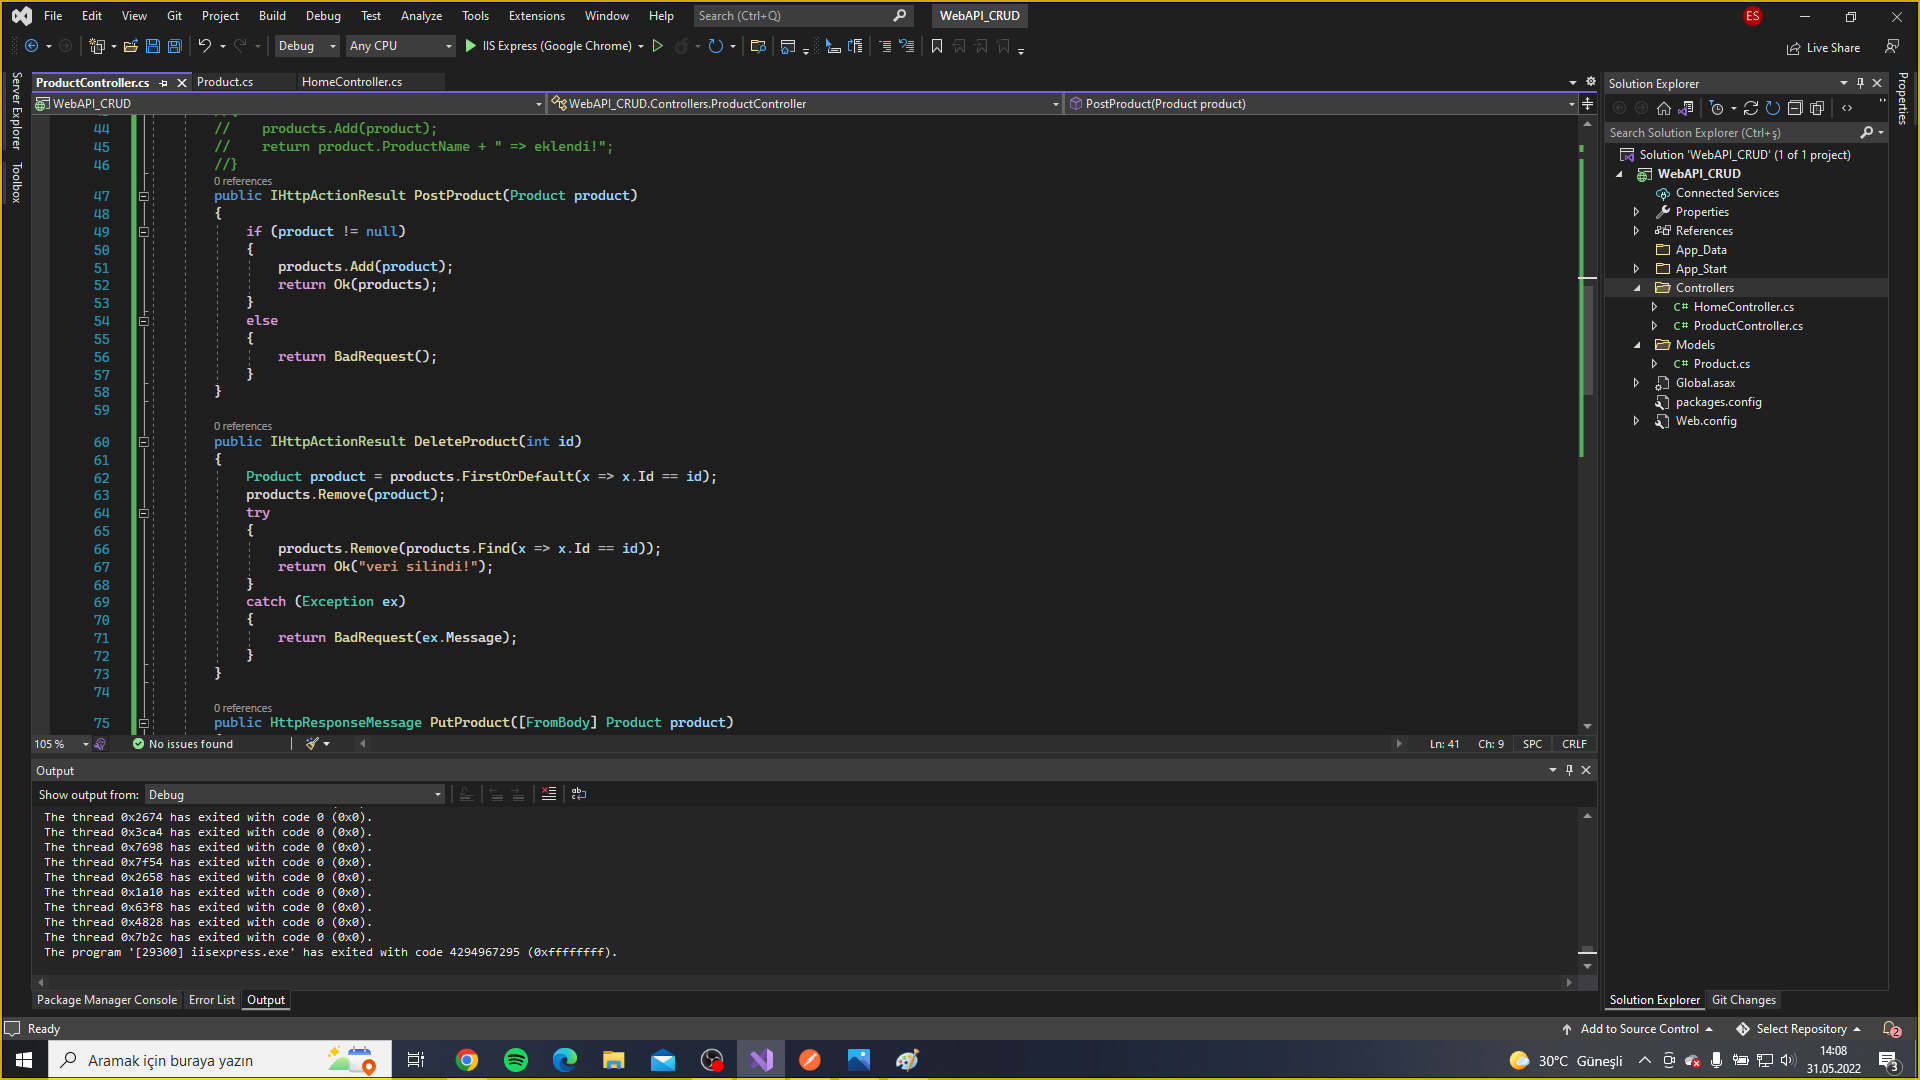 File Edit View Git Project Build Debug Test Analyze Tools Extensions Window Help Search (Ctrl+Q) WebAPI_CRUD ES
Debug Any CPU IIS Express (Google Chrome) Live Share
Server Explorer
Toolbox
ProductController.cs Product.cs HomeController.cs
WebAPI_CRUD WebAPI_CRUD.Controllers.ProductController PostProduct(Product product)
44 // products.Add(product);
45 // return product.ProductName + " => eklendi!";
46 //}
0 references
47 public IHttpActionResult PostProduct(Product product)
48 {
49 if (product != null)
50 {
51 products.Add(product);
52 return Ok(products);
53 }
54 else
55 {
56 return BadRequest();
57 }
58 }
59
0 references
60 public IHttpActionResult DeleteProduct(int id)
61 {
62 Product product = products.FirstOrDefault(x => x.Id == id);
63 products.Remove(product);
64 try
65 {
66 products.Remove(products.Find(x => x.Id == id));
67 return Ok("veri silindi!");
68 }
69 catch (Exception ex)
70 {
71 return BadRequest(ex.Message);
72 }
73 }
74
0 references
75 public HttpResponseMessage PutProduct([FromBody] Product product)
105 % No issues found Ln: 41 Ch: 9 SPC CRLF
Output
Show output from: Debug
The thread 0x2674 has exited with code 0 (0x0).
The thread 0x3ca4 has exited with code 0 (0x0).
The thread 0x7698 has exited with code 0 (0x0).
The thread 0x7f54 has exited with code 0 (0x0).
The thread 0x2658 has exited with code 0 (0x0).
The thread 0x1a10 has exited with code 0 (0x0).
The thread 0x63f8 has exited with code 0 (0x0).
The thread 0x4828 has exited with code 0 (0x0).
The thread 0x7b2c has exited with code 0 (0x0).
The program '[29300] iisexpress.exe' has exited with code 4294967295 (0xffffffff).
Package Manager Console Error List Output
Solution Explorer
Search Solution Explorer (Ctrl+ş)
Solution 'WebAPI_CRUD' (1 of 1 project)
WebAPI_CRUD
Connected Services
Properties
References
App_Data
App_Start
Controllers
C# HomeController.cs
C# ProductController.cs
Models
C# Product.cs
Global.asax
packages.config
Web.config
Solution Explorer Git Changes
Properties
Ready Add to Source Control Select Repository 2
Aramak için buraya yazın 30°C Güneşli 14:08
31.05.2022 3